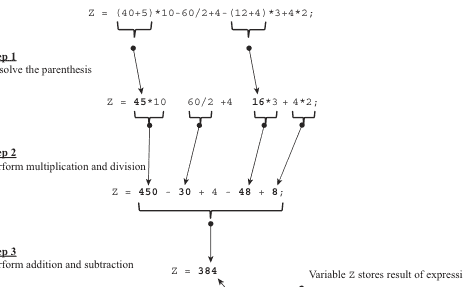 Z = (40+5)*10-60/2+4-(12+4)*3+4*2;
ep 1
solve the parenthesis
Z = 45*10 60/2 +4 16*3 + 4*2;
ep 2
rform multiplication and division
Z = 450 - 30 + 4 - 48 + 8;
ep 3
rform addition and subtraction
Z = 384
Variable Z stores result of expressi